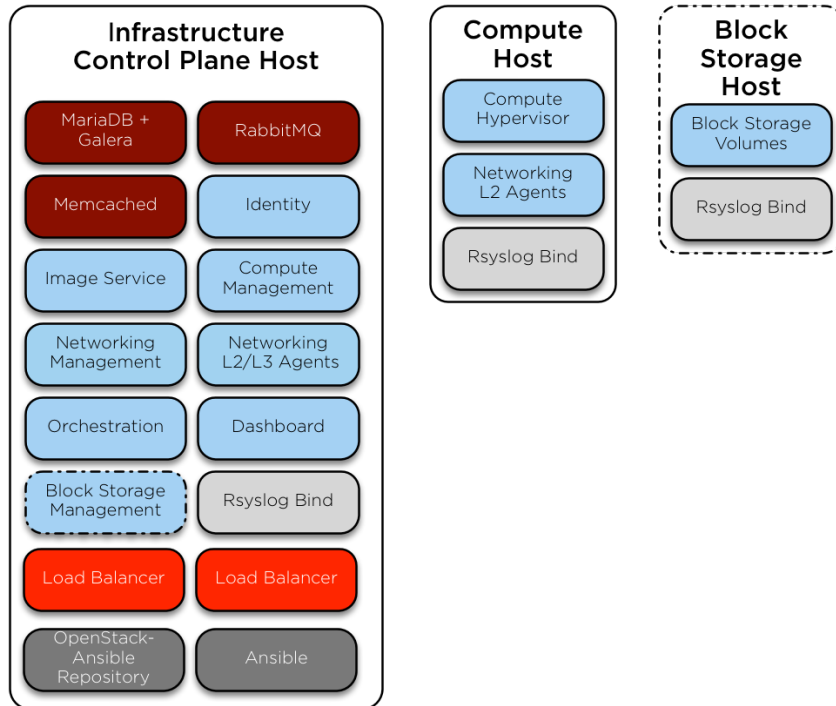 Infrastructure
Control Plane Host
MariaDB +
Galera
RabbitMQ
Memcached
Identity
Image Service
Compute
Management
Networking
Management
Networking
L2/L3 Agents
Orchestration
Dashboard
Block Storage
Management
Rsyslog Bind
Load Balancer
Load Balancer
OpenStack-
Ansible
Repository
Ansible
Compute
Host
Compute
Hypervisor
Networking
L2 Agents
Rsyslog Bind
Block
Storage
Host
Block Storage
Volumes
Rsyslog Bind